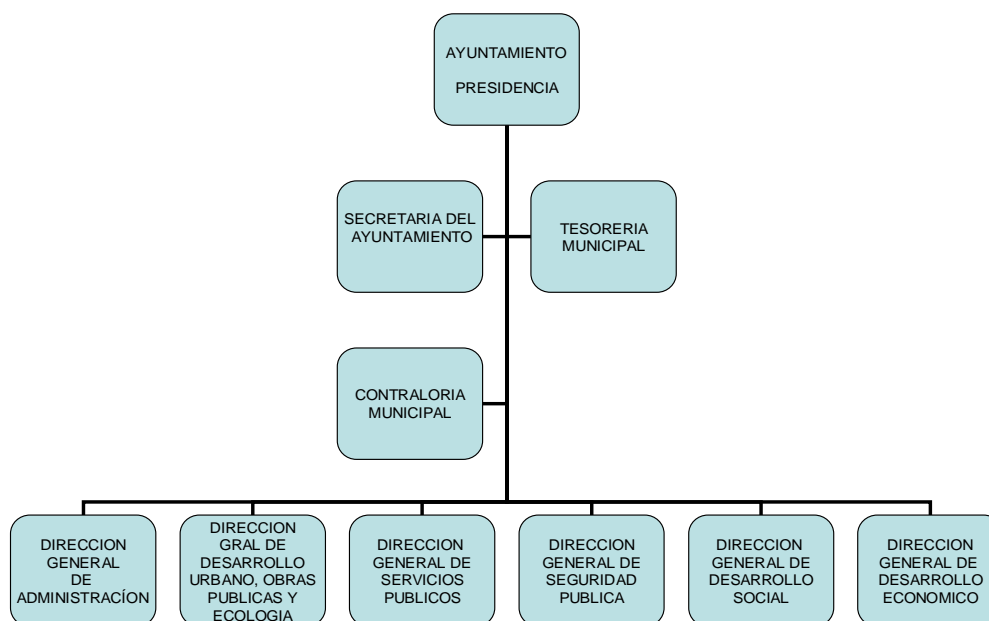 AYUNTAMIENTO
PRESIDENCIA
SECRETARIA DEL
AYUNTAMIENTO
TESORERIA
MUNICIPAL
CONTRALORIA
MUNICIPAL
DIRECCION
GENERAL
DE
ADMINISTRACÍON
DIRECCION
GRAL DE
DESARROLLO
URBANO, OBRAS
PUBLICAS Y
ECOLOGIA
DIRECCION
GENERAL DE
SERVICIOS
PUBLICOS
DIRECCION
GENERAL DE
SEGURIDAD
PUBLICA
DIRECCION
GENERAL DE
DESARROLLO
SOCIAL
DIRECCION
GENERAL DE
DESARROLLO
ECONOMICO